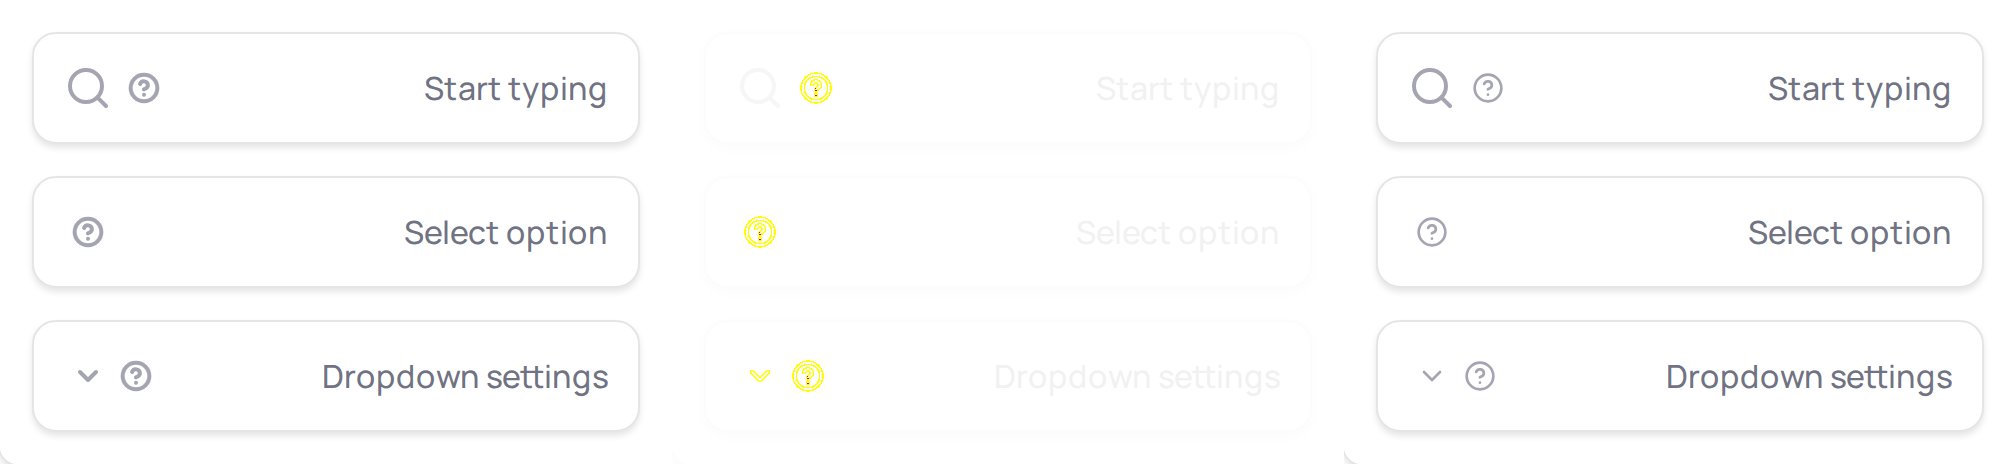 Start typing Start typing Start typing
Select option Select option Select option
Dropdown settings Dropdown settings Dropdown settings